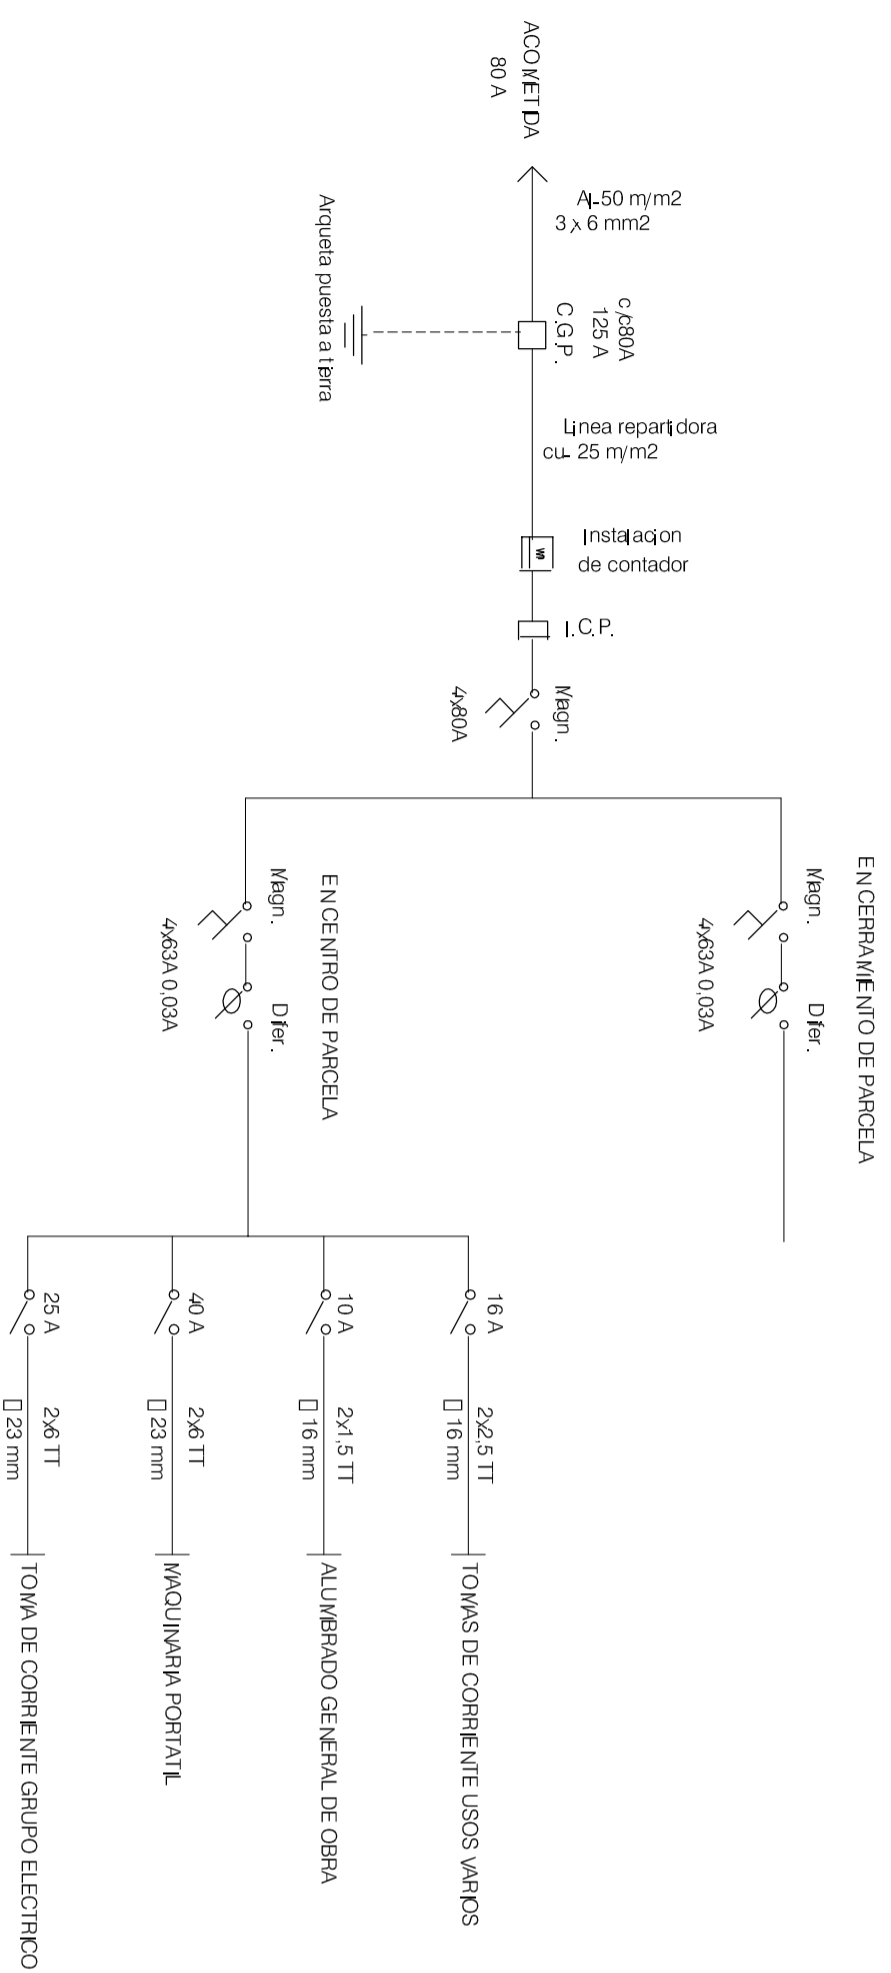 ACOMETIDA
80 A
Al-50 m/m2
3 x 6 mm2
c/c80A
125 A
C.G.P.
Arqueta puesta a tierra
Linea repartidora
cu- 25 m/m2
Instalacion
de contador
I.C.P.
Magn.
4x80A
EN CERRAMIENTO DE PARCELA
Magn.
Difer.
4x63A 0,03A
EN CENTRO DE PARCELA
Magn.
Difer.
4x63A 0,03A
16 A
2x2,5 TT
16 mm
TOMAS DE CORRIENTE USOS VARIOS
10 A
2x1,5 TT
16 mm
ALUMBRADO GENERAL DE OBRA
40 A
2x6 TT
23 mm
MAQUINARIA PORTATIL
25 A
2x6 TT
23 mm
TOMA DE CORRIENTE GRUPO ELECTRICO